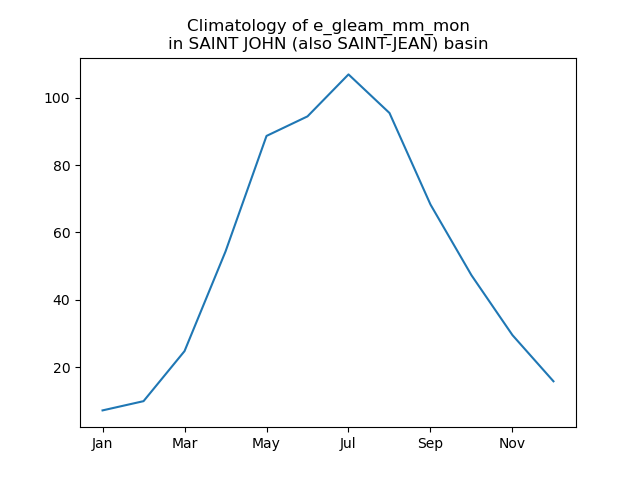 Climatology of e_gleam_mm_mon
in SAINT JOHN (also SAINT-JEAN) basin
100
80
60
40
20
Jan Mar May Jul Sep Nov